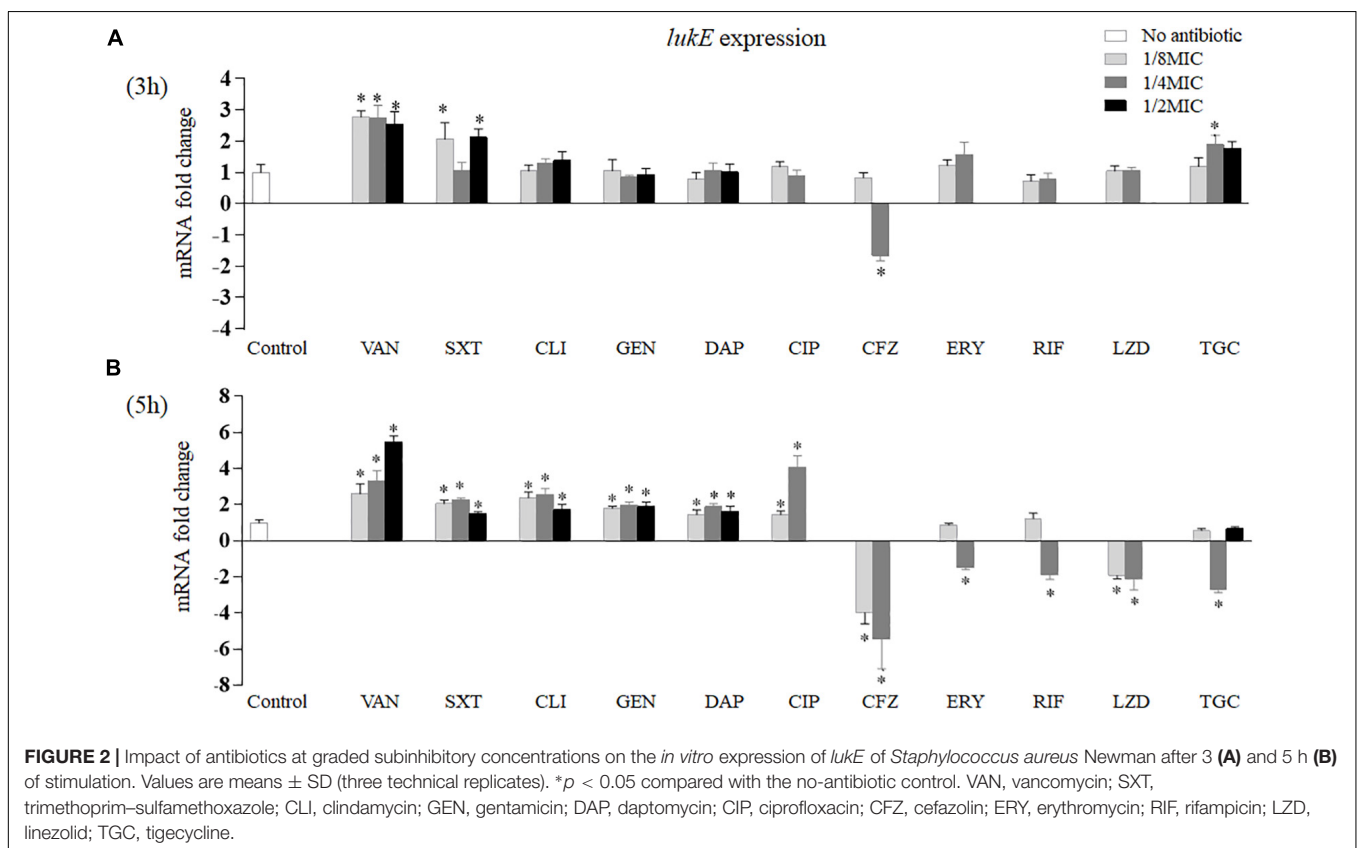 A
lukE expression
No antibiotic
1/8MIC
1/4MIC
1/2MIC
(3h)
mRNA fold change
4
3
2
1
0
-1
-2
-3
-4
* * *
* *
*
*
Control VAN SXT CLI GEN DAP CIP CFZ ERY RIF LZD TGC
B
(5h)
mRNA fold change
8
6
4
2
0
-2
-4
-6
-8
* * *
* * *
* * *
* * *
* * *
* *
* *
*
*
* *
*
Control VAN SXT CLI GEN DAP CIP CFZ ERY RIF LZD TGC
FIGURE 2 | Impact of antibiotics at graded subinhibitory concentrations on the in vitro expression of lukE of Staphylococcus aureus Newman after 3 (A) and 5 h (B)
of stimulation. Values are means ± SD (three technical replicates). *p < 0.05 compared with the no-antibiotic control. VAN, vancomycin; SXT,
trimethoprim–sulfamethoxazole; CLI, clindamycin; GEN, gentamicin; DAP, daptomycin; CIP, ciprofloxacin; CFZ, cefazolin; ERY, erythromycin; RIF, rifampicin; LZD,
linezolid; TGC, tigecycline.